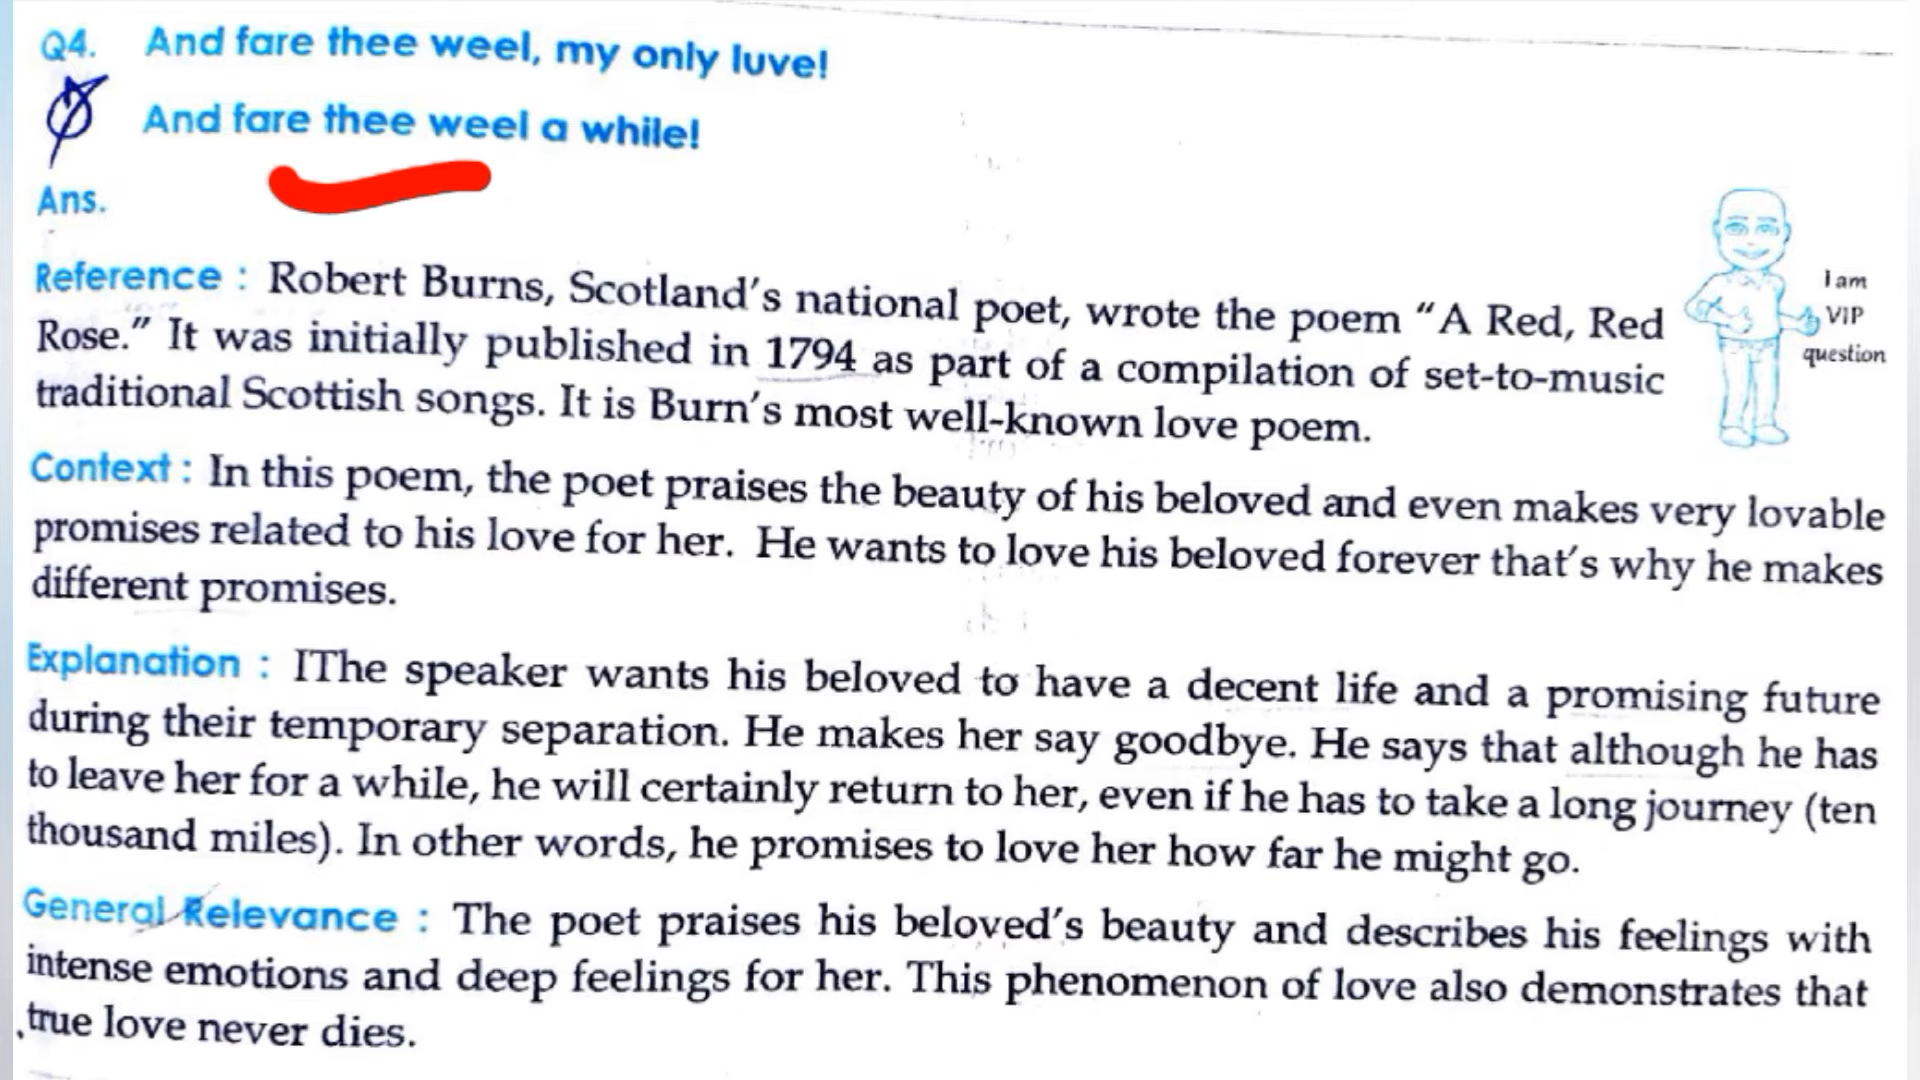 Q4. And fare thee weel, my only luve!
And fare thee weel a while!
Ans.
I am
VIP
question
Reference : Robert Burns, Scotland's national poet, wrote the poem "A Red, Red
Rose." It was initially published in 1794 as part of a compilation of set-to-music
traditional Scottish songs. It is Burn's most well-known love poem.
Context : In this poem, the poet praises the beauty of his beloved and even makes very lovable
promises related to his love for her. He wants to love his beloved forever that's why he makes
different promises.
Explanation : IThe speaker wants his beloved to have a decent life and a promising future
during their temporary separation. He makes her say goodbye. He says that although he has
to leave her for a while, he will certainly return to her, even if he has to take a long journey (ten
thousand miles). In other words, he promises to love her how far he might go.
General Relevance : The poet praises his beloved's beauty and describes his feelings with
intense emotions and deep feelings for her. This phenomenon of love also demonstrates that
true love never dies.